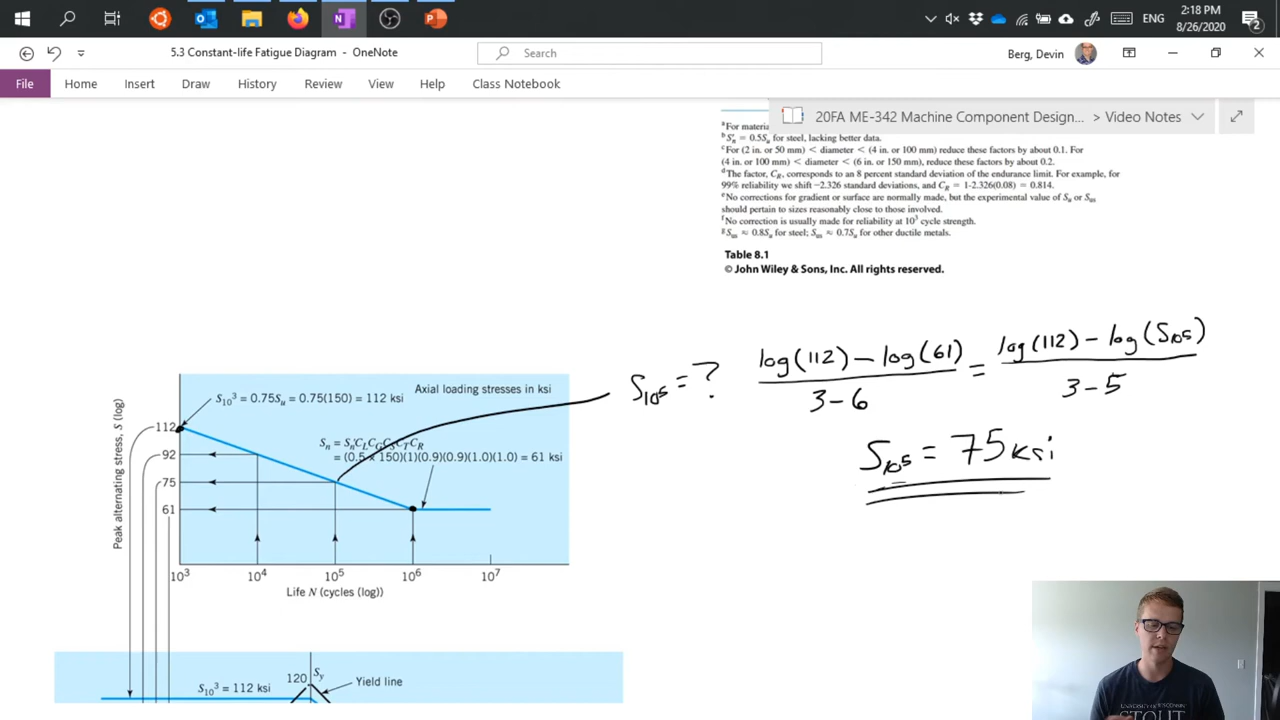 2:18 PM
ENG
8/26/2020
2
5.3 Constant-life Fatigue Diagram - OneNote
Search
Berg, Devin
File Home Insert Draw History Review View Help Class Notebook
20FA ME-342 Machine Component Design... > Video Notes
ᵃFor materia
ᵇS'ₙ = 0.5Sᵤ for steel, lacking better data.
ᶜFor (2 in. or 50 mm) < diameter < (4 in. or 100 mm) reduce these factors by about 0.1. For
(4 in. or 100 mm) < diameter < (6 in. or 150 mm), reduce these factors by about 0.2.
ᵈThe factor, C_R, corresponds to an 8 percent standard deviation of the endurance limit. For example, for
99% reliability we shift −2.326 standard deviations, and C_R = 1-2.326(0.08) = 0.814.
ᵉNo corrections for gradient or surface are normally made, but the experimental value of Sᵤ or Sᵤₛ
should pertain to sizes reasonably close to those involved.
ᶠNo correction is usually made for reliability at 10³ cycle strength.
ᵍSᵤₛ ≈ 0.8Sᵤ for steel; Sᵤₛ ≈ 0.7Sᵤ for other ductile metals.
Table 8.1
© John Wiley & Sons, Inc. All rights reserved.
S₁₀⁵ = ?
log(112) − log(61)
3−6
=
log(112) − log(S₁₀⁵)
3−5
S₁₀⁵ = 75 ksi
Axial loading stresses in ksi
S₁₀³ = 0.75Sᵤ = 0.75(150) = 112 ksi
Sₙ = S'ₙC_LC_GC_SC_TC_R
= (0.5 × 150)(1)(0.9)(0.9)(1.0)(1.0) = 61 ksi
Peak alternating stress, S (log)
112
92
75
61
10³ 10⁴ 10⁵ 10⁶ 10⁷
Life N (cycles (log))
120 S_y
Yield line
S₁₀³ = 112 ksi
UNIVERSITY OF WISCONSIN
STOUT